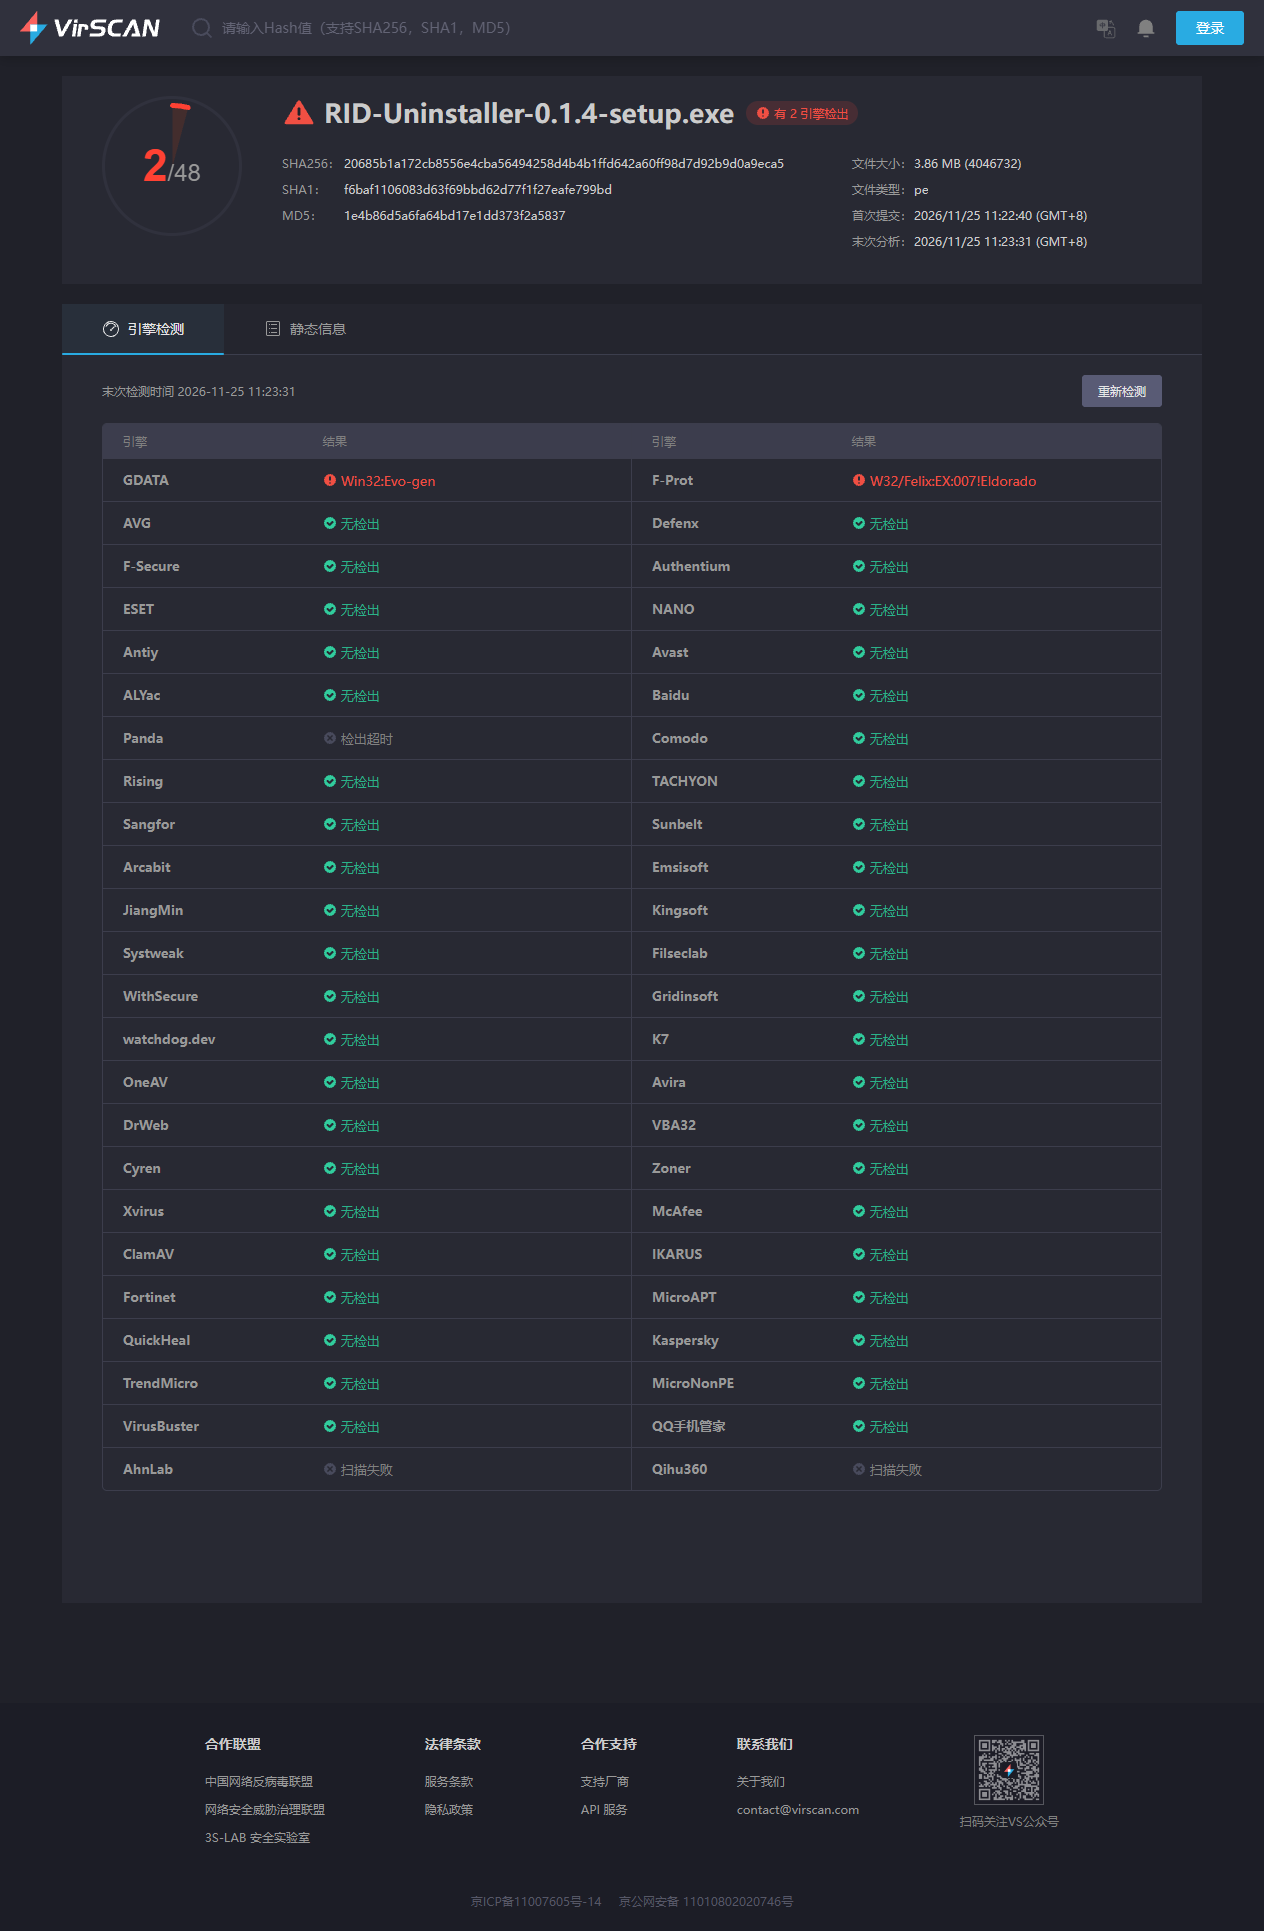 VirSCAN
请输入Hash值（支持SHA256，SHA1，MD5）
登录
RID-Uninstaller-0.1.4-setup.exe
有 2 引擎检出
2/48
SHA256： 20685b1a172cb8556e4cba56494258d4b4b1ffd642a60ff98d7d92b9d0a9eca5
SHA1： f6baf1106083d63f69bbd62d77f1f27eafe799bd
MD5： 1e4b86d5a6fa64bd17e1dd373f2a5837
文件大小： 3.86 MB (4046732)
文件类型： pe
首次提交： 2026/11/25 11:22:40 (GMT+8)
末次分析： 2026/11/25 11:23:31 (GMT+8)
引擎检测 静态信息
末次检测时间 2026-11-25 11:23:31 重新检测
引擎 结果 引擎 结果
GDATA Win32:Evo-gen F-Prot W32/Felix:EX:007!Eldorado
AVG 无检出 Defenx 无检出
F-Secure 无检出 Authentium 无检出
ESET 无检出 NANO 无检出
Antiy 无检出 Avast 无检出
ALYac 无检出 Baidu 无检出
Panda 检出超时 Comodo 无检出
Rising 无检出 TACHYON 无检出
Sangfor 无检出 Sunbelt 无检出
Arcabit 无检出 Emsisoft 无检出
JiangMin 无检出 Kingsoft 无检出
Systweak 无检出 Filseclab 无检出
WithSecure 无检出 Gridinsoft 无检出
watchdog.dev 无检出 K7 无检出
OneAV 无检出 Avira 无检出
DrWeb 无检出 VBA32 无检出
Cyren 无检出 Zoner 无检出
Xvirus 无检出 McAfee 无检出
ClamAV 无检出 IKARUS 无检出
Fortinet 无检出 MicroAPT 无检出
QuickHeal 无检出 Kaspersky 无检出
TrendMicro 无检出 MicroNonPE 无检出
VirusBuster 无检出 QQ手机管家 无检出
AhnLab 扫描失败 Qihu360 扫描失败
合作联盟
中国网络反病毒联盟
网络安全威胁治理联盟
3S-LAB 安全实验室
法律条款
服务条款
隐私政策
合作支持
支持厂商
API 服务
联系我们
关于我们
contact@virscan.com
扫码关注VS公众号
京ICP备11007605号-14 京公网安备 11010802020746号